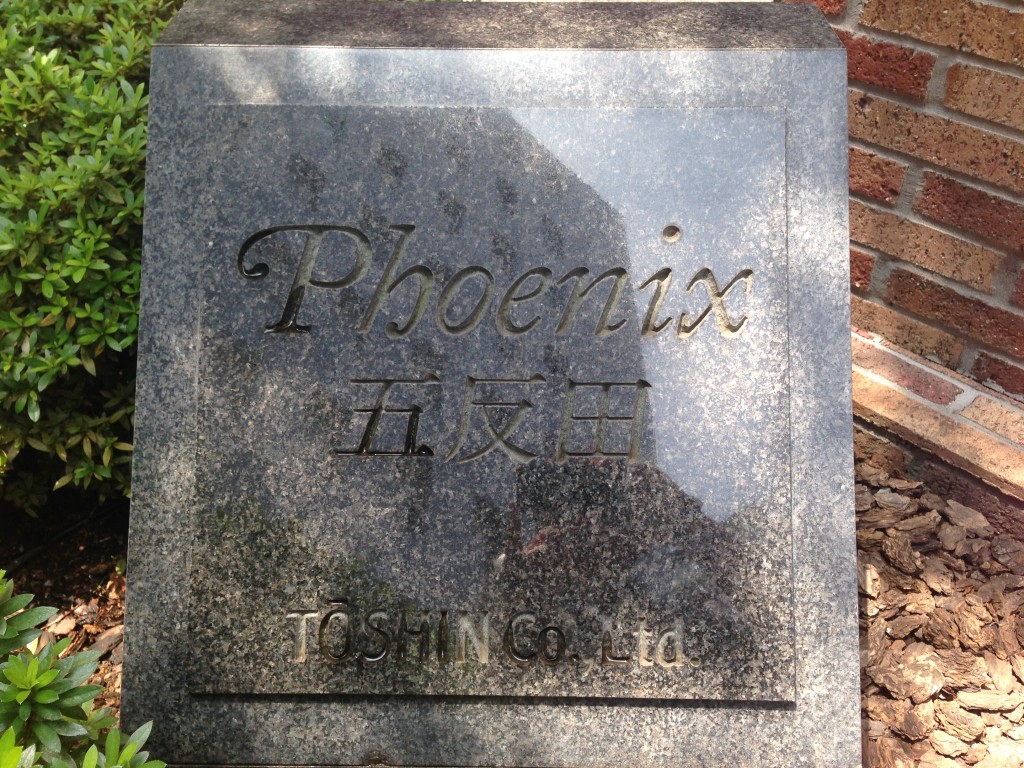 Phoenix
五反田
TŌSHIN Co., Ltd.